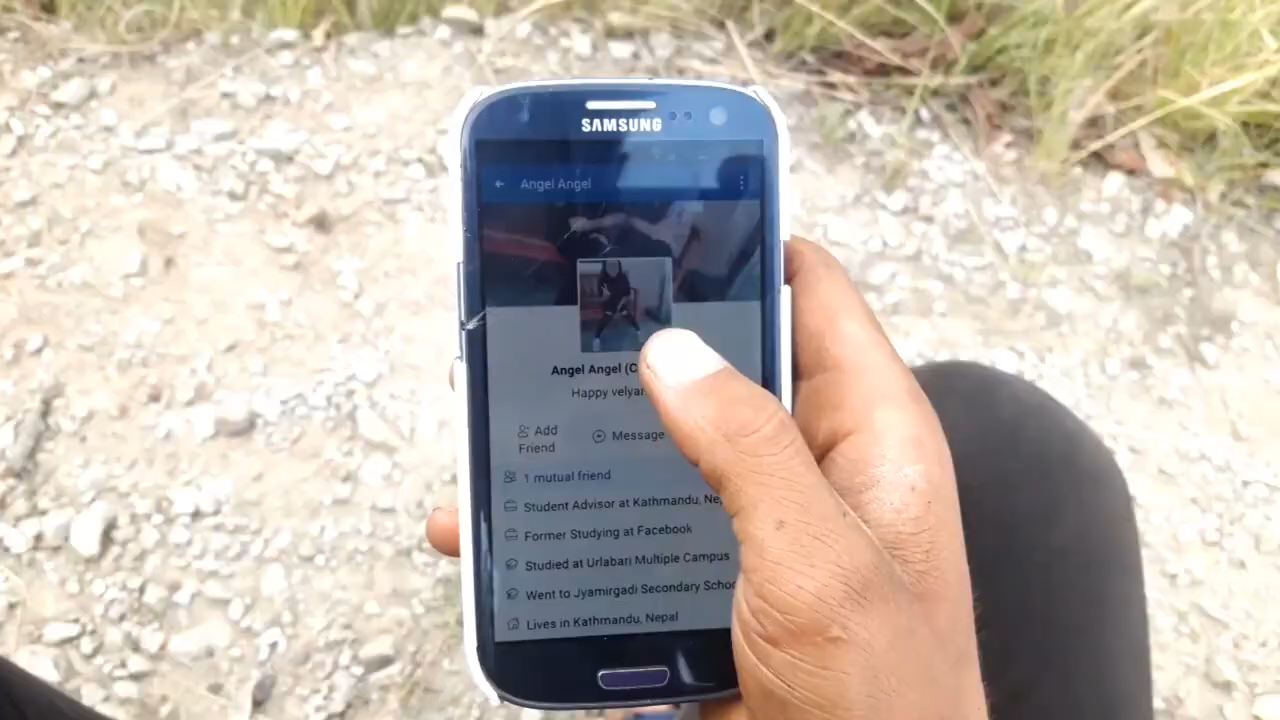 SAMSUNG
Angel Angel
Angel Angel (C
Happy velya
Add
Friend
Message
1 mutual friend
Student Advisor at Kathmandu, Ne
Former Studying at Facebook
Studied at Urlabari Multiple Campus
Went to Jyamirgadi Secondary Schoo
Lives in Kathmandu, Nepal